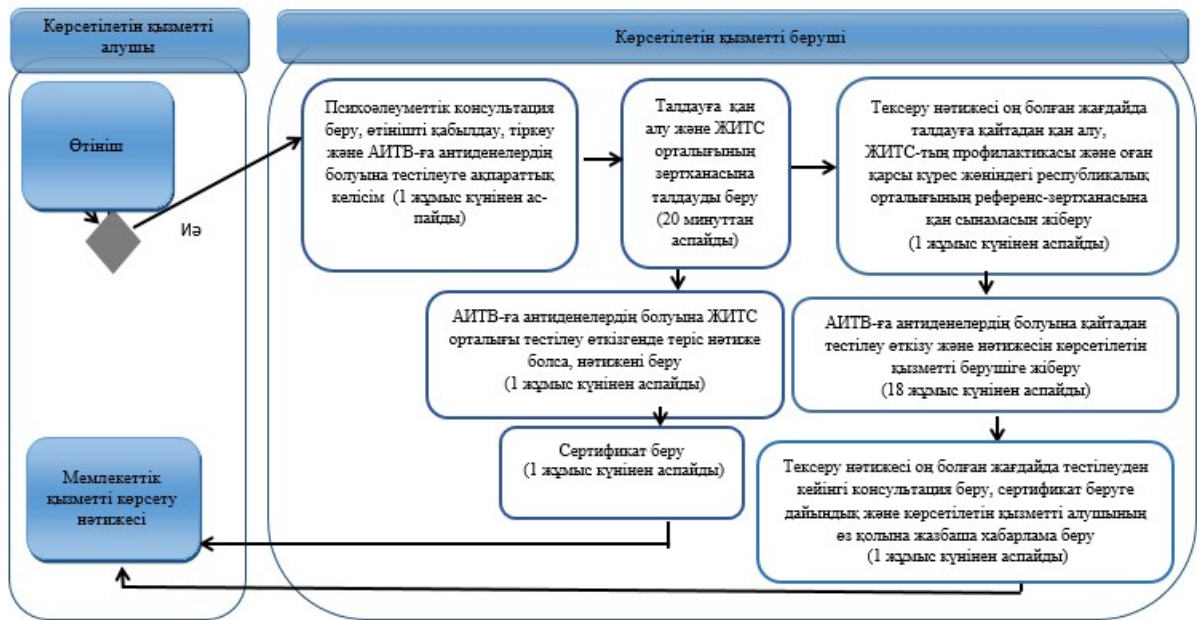 Көрсетілетін қызметті
алушы
Көрсетілетін қызметті беруші
Өтініш
Иә
Психоәлеуметтік консультация
беру, өтінішті қабылдау, тіркеу
және АИТВ-ға антиденелердің
болуына тестілеуге ақпараттық
келісім (1 жұмыс күнінен ас-
пайды)
Талдауға қан
алу және ЖИТС
орталығының
зертханасына
талдауды беру
(20 минуттан
аспайды)
Тексеру нәтижесі оң болған жағдайда
талдауға қайтадан қан алу,
ЖИТС-тың профилактикасы және оған
қарсы күрес жөніндегі республикалық
орталығының референс-зертханасына
қан сынамасын жіберу
(1 жұмыс күнінен аспайды)
АИТВ-ға антиденелердің болуына ЖИТС
орталығы тестілеу өткізгенде теріс нәтиже
болса, нәтижені беру
(1 жұмыс күнінен аспайды)
АИТВ-ға антиденелердің болуына қайтадан
тестілеу өткізу және нәтижесін көрсетілетін
қызметті берушіге жіберу
(18 жұмыс күнінен аспайды)
Сертификат беру
(1 жұмыс күнінен аспайды)
Тексеру нәтижесі оң болған жағдайда тестілеуден
кейінгі консультация беру, сертификат беруге
дайындық және көрсетілетін қызметті алушының
өз қолына жазбаша хабарлама беру
(1 жұмыс күнінен аспайды)
Мемлекеттік
қызметті көрсету
нәтижесі